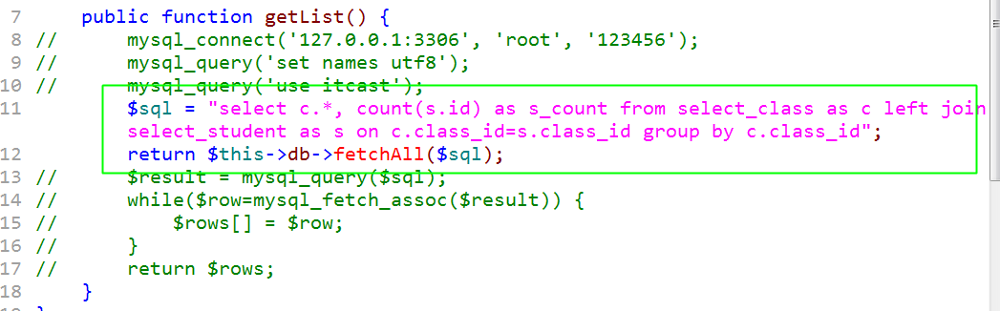 7     public function getList() {
8 //      mysql_connect('127.0.0.1:3306', 'root', '123456');
9 //      mysql_query('set names utf8');
10 //      mysql_query('use itcast');
11         $sql = "select c.*, count(s.id) as s_count from select_class as c left join
select_student as s on c.class_id=s.class_id group by c.class_id";
12         return $this->db->fetchAll($sql);
13 //      $result = mysql_query($sql);
14 //      while($row=mysql_fetch_assoc($result)) {
15 //          $rows[] = $row;
16 //      }
17 //      return $rows;
18     }